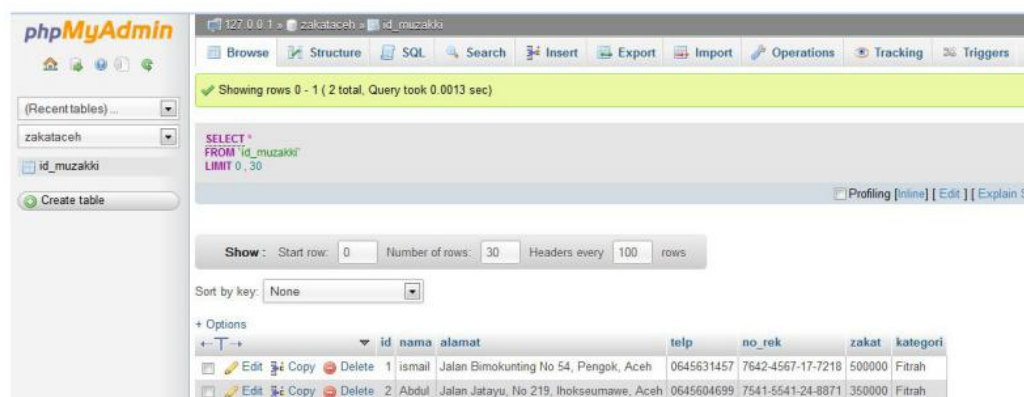 phpMyAdmin
127.0.0.1 » zakataceh » id_muzakki
Browse Structure SQL Search Insert Export Import Operations Tracking Triggers
Showing rows 0 - 1 ( 2 total, Query took 0.0013 sec)
(Recent tables) ...
zakataceh
id_muzakki
Create table
SELECT *
FROM `id_muzakki`
LIMIT 0 , 30
Profiling [Inline] [ Edit ] [ Explain S
Show : Start row: 0 Number of rows: 30 Headers every 100 rows
Sort by key: None
+ Options
←T→ id nama alamat telp no_rek zakat kategori
Edit Copy Delete 1 ismail Jalan Bimokunting No 54, Pengok, Aceh 0645631457 7642-4567-17-7218 500000 Fitrah
Edit Copy Delete 2 Abdul Jalan Jatayu, No 219, lhokseumawe, Aceh 0645604699 7541-5541-24-8871 350000 Fitrah